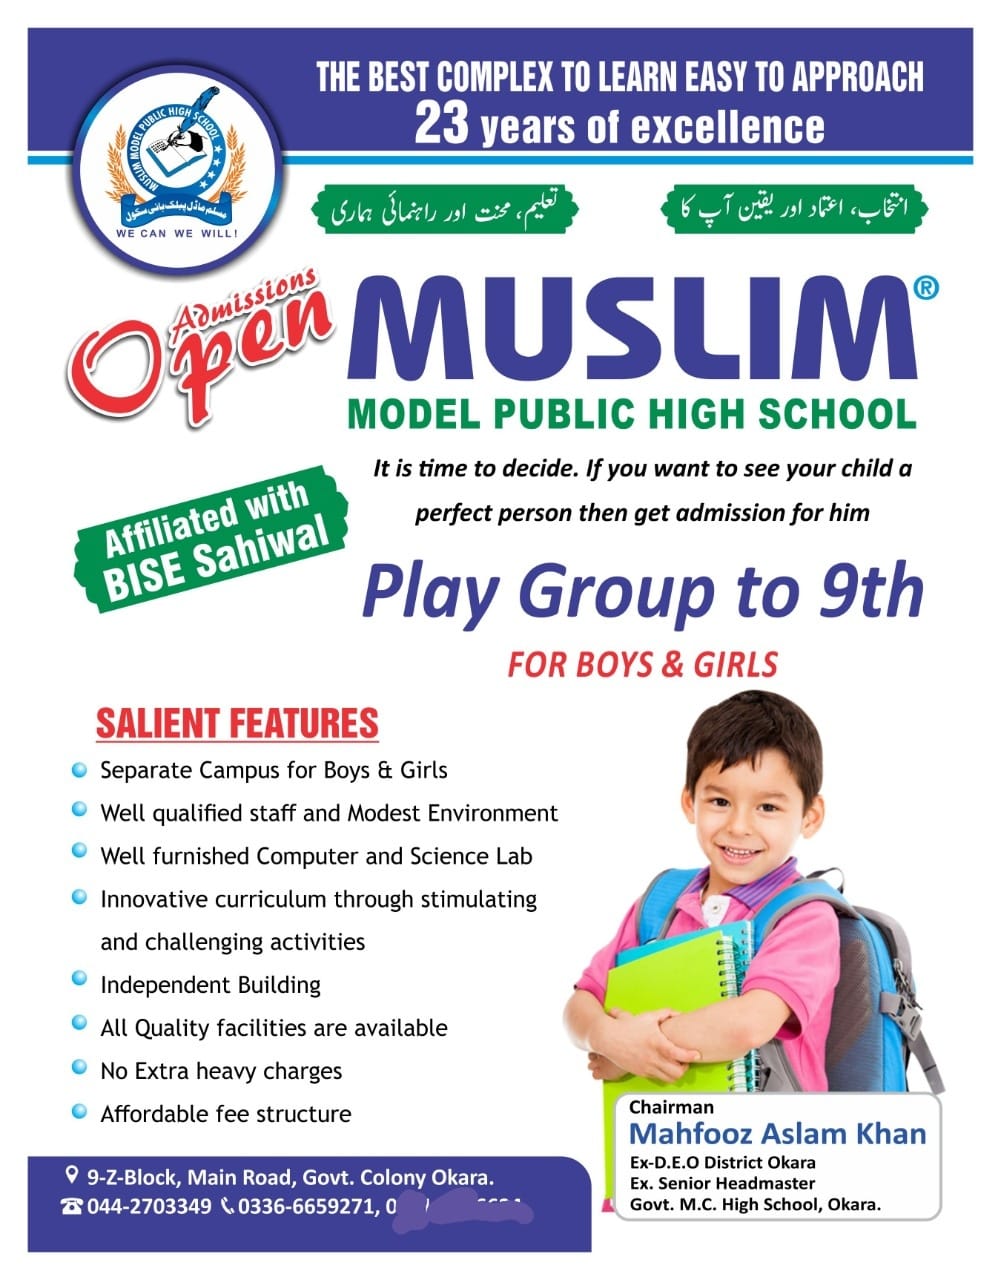 THE BEST COMPLEX TO LEARN EASY TO APPROACH
23 years of excellence
MUSLIM MODEL PUBLIC HIGH SCHOOL
مسلم ماڈل پبلک ہائی سکول
WE CAN WE WILL!
انتخاب، اعتماد اور یقین آپ کا
تعلیم، محنت اور راہنمائی ہماری
Admissions
Open
MUSLIM®
MODEL PUBLIC HIGH SCHOOL
It is time to decide. If you want to see your child a
perfect person then get admission for him
Affiliated with
BISE Sahiwal
Play Group to 9th
FOR BOYS & GIRLS
SALIENT FEATURES
Separate Campus for Boys & Girls
Well qualified staff and Modest Environment
Well furnished Computer and Science Lab
Innovative curriculum through stimulating
and challenging activities
Independent Building
All Quality facilities are available
No Extra heavy charges
Affordable fee structure
Chairman
Mahfooz Aslam Khan
Ex-D.E.O District Okara
Ex. Senior Headmaster
Govt. M.C. High School, Okara.
9-Z-Block, Main Road, Govt. Colony Okara.
044-2703349 0336-6659271,